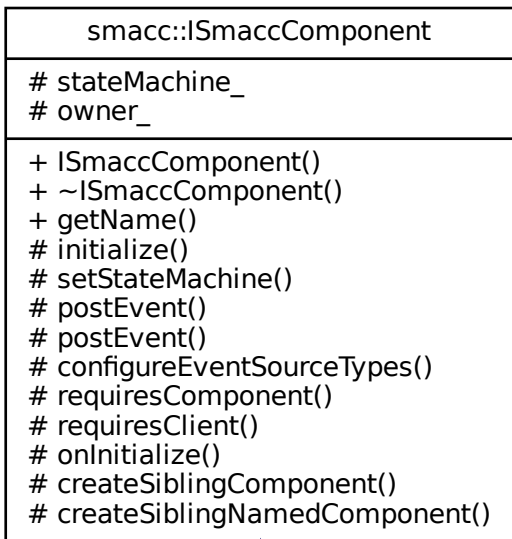 smacc::ISmaccComponent
# stateMachine_
# owner_
+ ISmaccComponent()
+ ~ISmaccComponent()
+ getName()
# initialize()
# setStateMachine()
# postEvent()
# postEvent()
# configureEventSourceTypes()
# requiresComponent()
# requiresClient()
# onInitialize()
# createSiblingComponent()
# createSiblingNamedComponent()